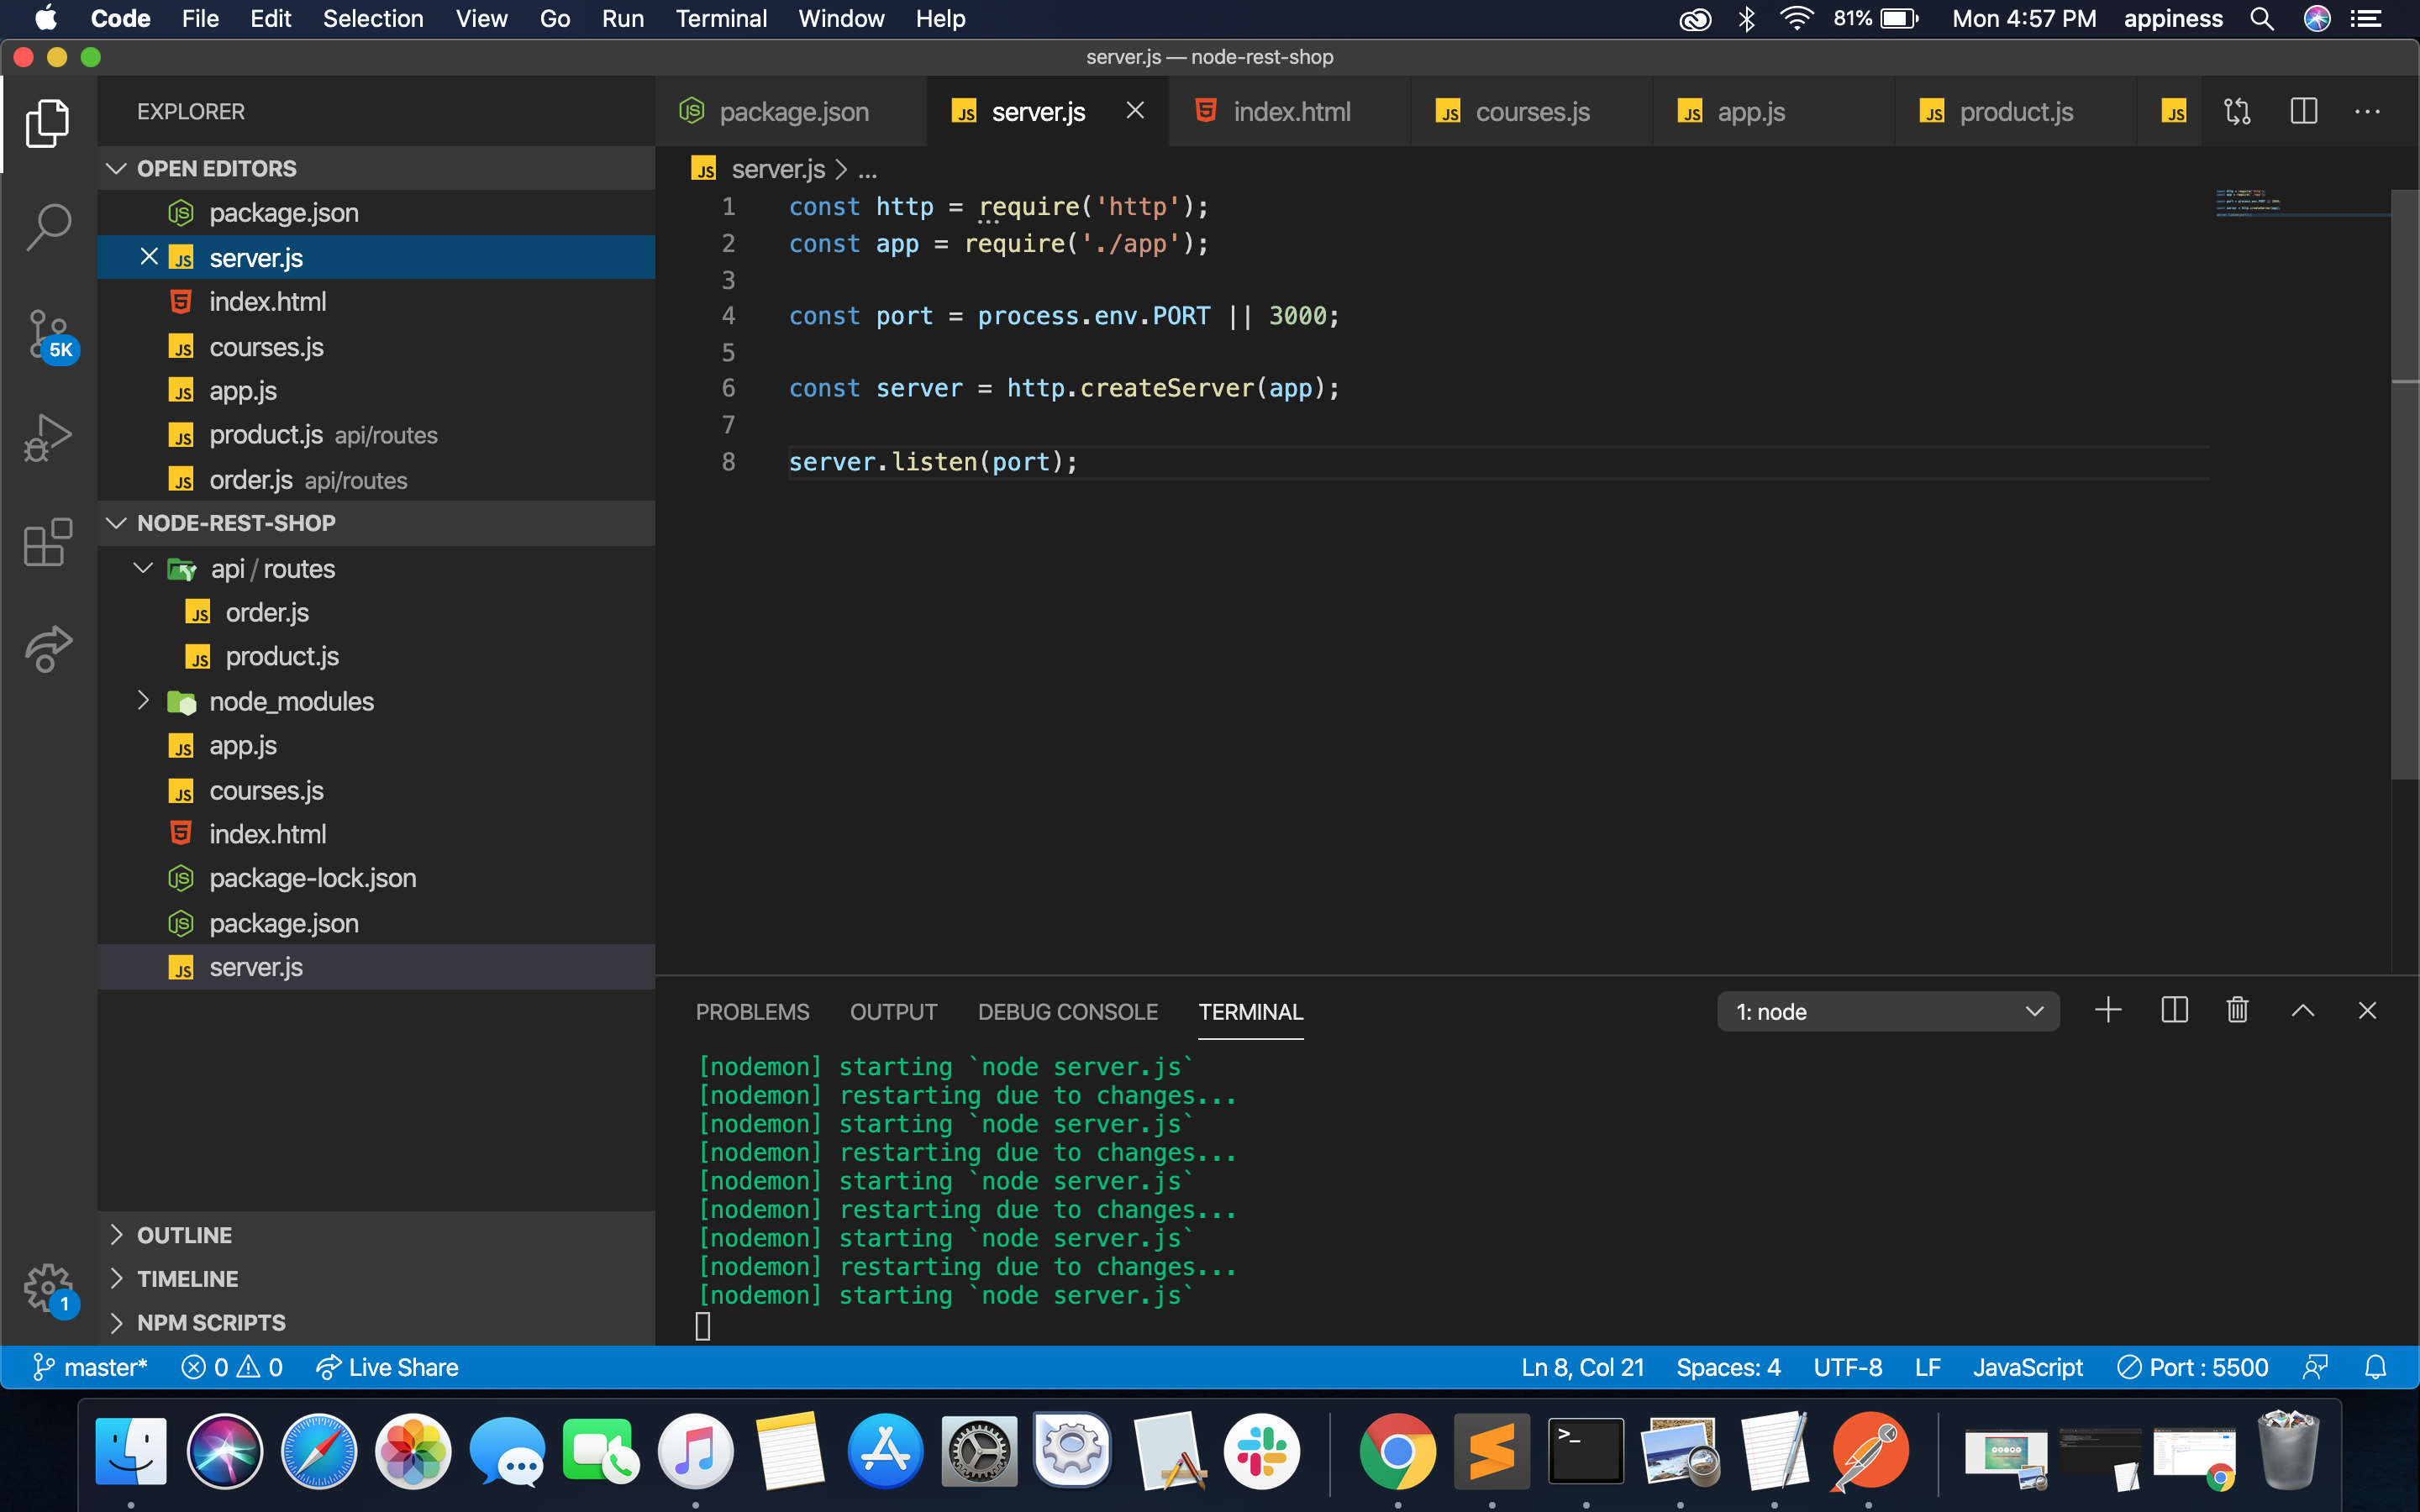 Code File Edit Selection View Go Run Terminal Window Help 81% Mon 4:57 PM appiness
server.js — node-rest-shop
EXPLORER
OPEN EDITORS
package.json
server.js
index.html
courses.js
app.js
product.js api/routes
order.js api/routes
NODE-REST-SHOP
api / routes
order.js
product.js
node_modules
app.js
courses.js
index.html
package-lock.json
package.json
server.js
OUTLINE
TIMELINE
NPM SCRIPTS
5K
1
package.json server.js index.html courses.js app.js product.js
server.js > ...
1 const http = require('http');
2 const app = require('./app');
3
4 const port = process.env.PORT || 3000;
5
6 const server = http.createServer(app);
7
8 server.listen(port);
PROBLEMS OUTPUT DEBUG CONSOLE TERMINAL 1: node
[nodemon] starting `node server.js`
[nodemon] restarting due to changes...
[nodemon] starting `node server.js`
[nodemon] restarting due to changes...
[nodemon] starting `node server.js`
[nodemon] restarting due to changes...
[nodemon] starting `node server.js`
[nodemon] restarting due to changes...
[nodemon] starting `node server.js`
master* 0 0 Live Share Ln 8, Col 21 Spaces: 4 UTF-8 LF JavaScript Port : 5500